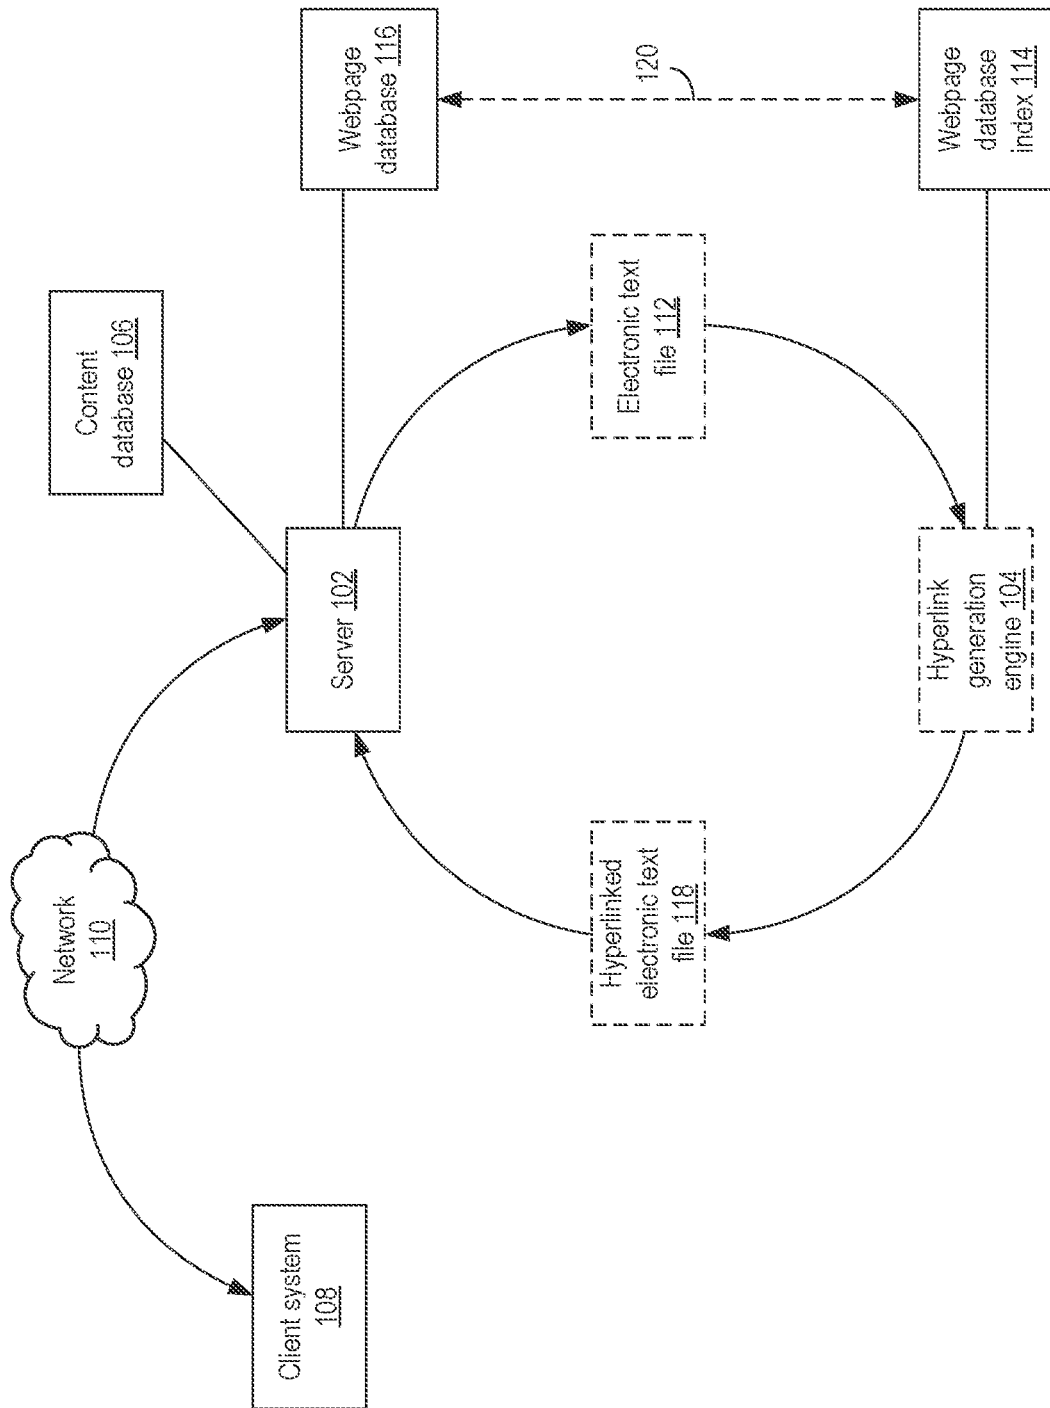 Client system
108
Network
110
Content
database 106
Server 102
Webpage
database 116
Hyperlinked
electronic text
file 118
Electronic text
file 112
120
Hyperlink
generation
engine 104
Webpage
database
index 114